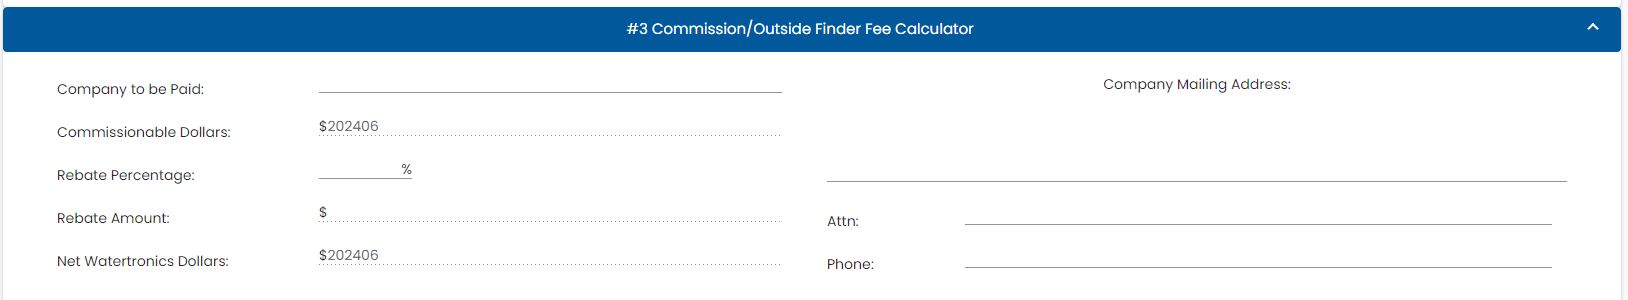 #3 Commission/Outside Finder Fee Calculator
Company to be Paid:
Commissionable Dollars: $202406
Rebate Percentage: %
Rebate Amount: $
Net Watertronics Dollars: $202406
Company Mailing Address:
Attn:
Phone: